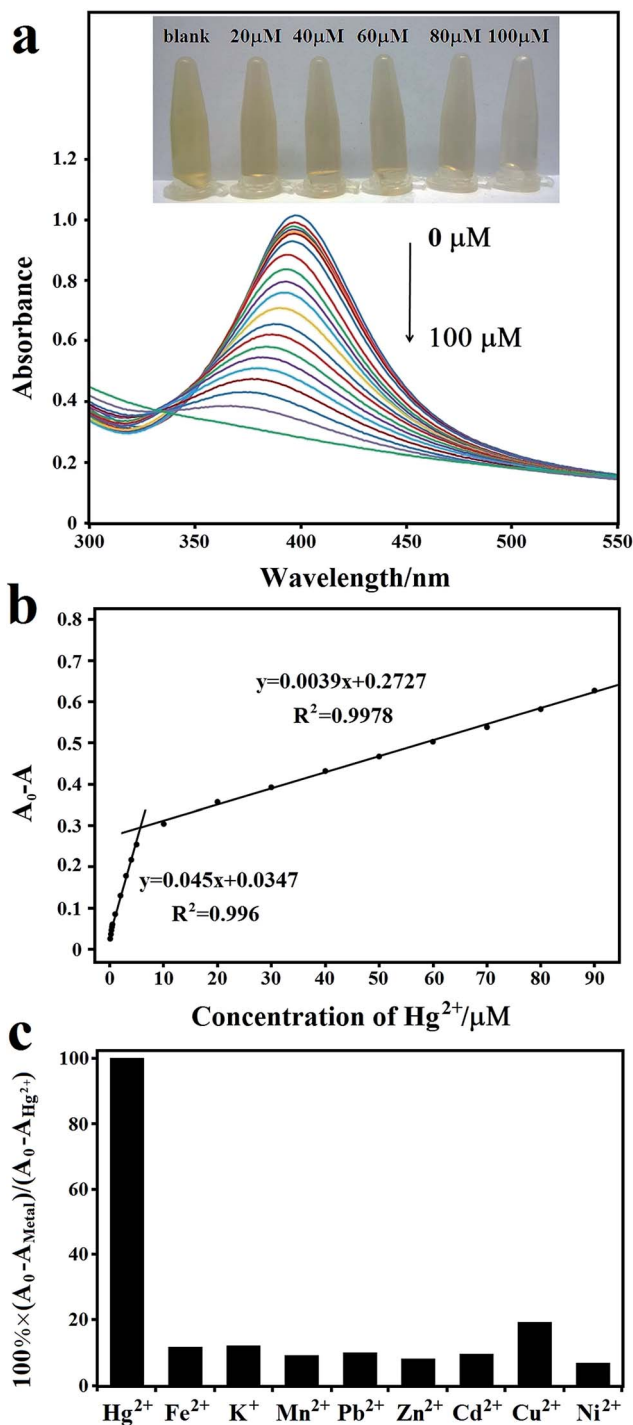 a
blank 20μM 40μM 60μM 80μM 100μM
1.2
1.0
0.8
0.6
0.4
0.2
0
Absorbance
0 μM
100 μM
300 350 400 450 500 550
Wavelength/nm
b
0.8
0.7
0.6
0.5
0.4
0.3
0.2
0.1
0
A₀-A
y=0.0039x+0.2727
R²=0.9978
y=0.045x+0.0347
R²=0.996
0 10 20 30 40 50 60 70 80 90
Concentration of Hg²⁺/μM
c
100
80
60
40
20
0
100%×(A₀-A_Metal)/(A₀-A_Hg²⁺)
Hg²⁺ Fe²⁺ K⁺ Mn²⁺ Pb²⁺ Zn²⁺ Cd²⁺ Cu²⁺ Ni²⁺